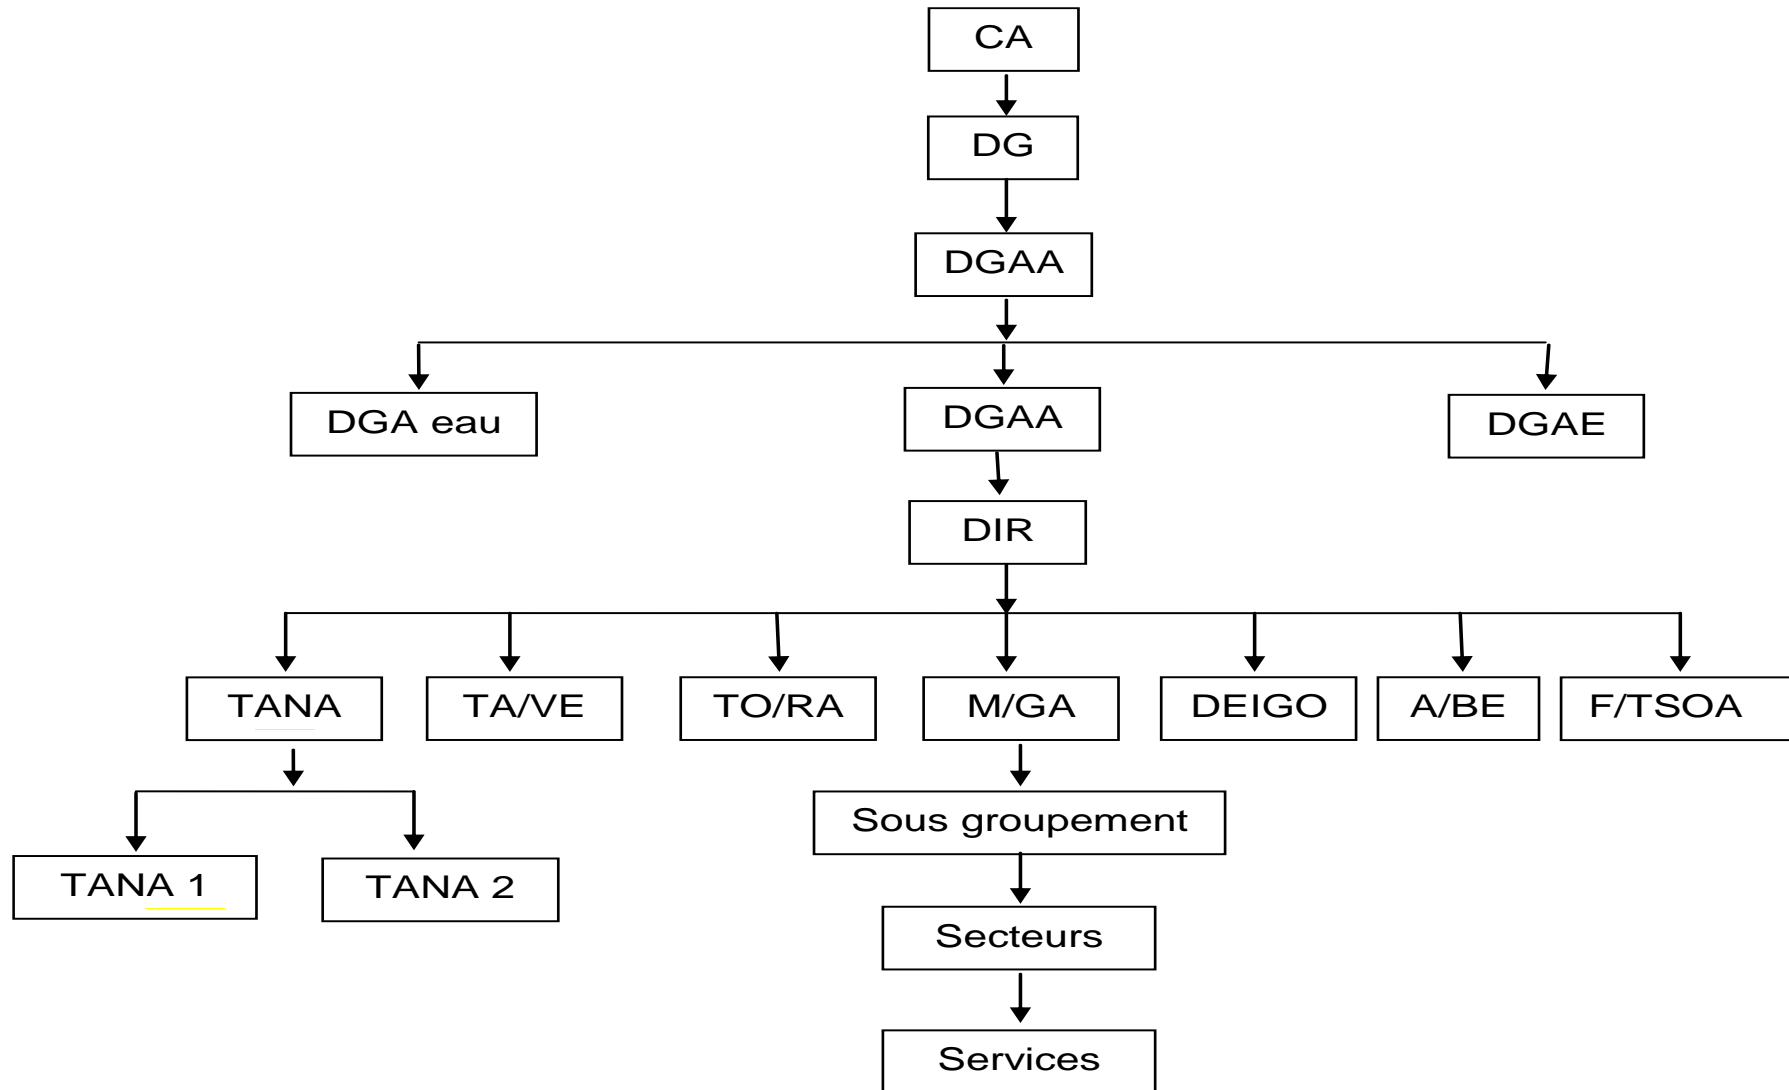 CA
DG
DGAA
DGA eau
DGAA
DGAE
DIR
TANA
TA/VE
TO/RA
M/GA
DEIGO
A/BE
F/TSOA
Sous groupement
TANA 1
TANA 2
Secteurs
Services